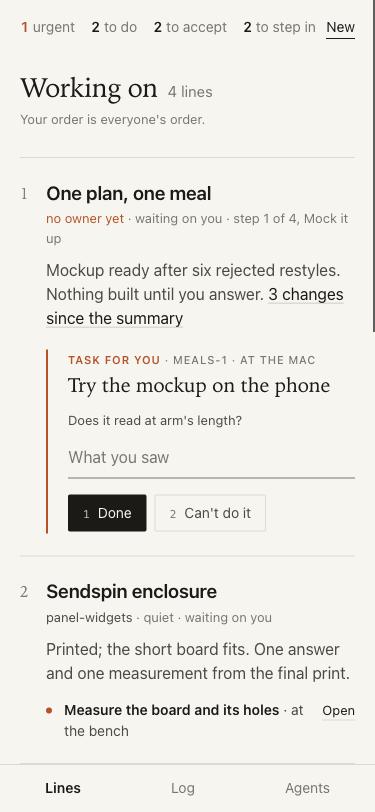 1 urgent 2 to do 2 to accept 2 to step in New
Working on 4 lines
Your order is everyone's order.
1 One plan, one meal
no owner yet · waiting on you · step 1 of 4, Mock it
up
Mockup ready after six rejected restyles.
Nothing built until you answer. 3 changes
since the summary
TASK FOR YOU · MEALS-1 · AT THE MAC
Try the mockup on the phone
Does it read at arm's length?
What you saw
1 Done 2 Can't do it
2 Sendspin enclosure
panel-widgets · quiet · waiting on you
Printed; the short board fits. One answer
and one measurement from the final print.
Measure the board and its holes · at Open
the bench
Lines Log Agents